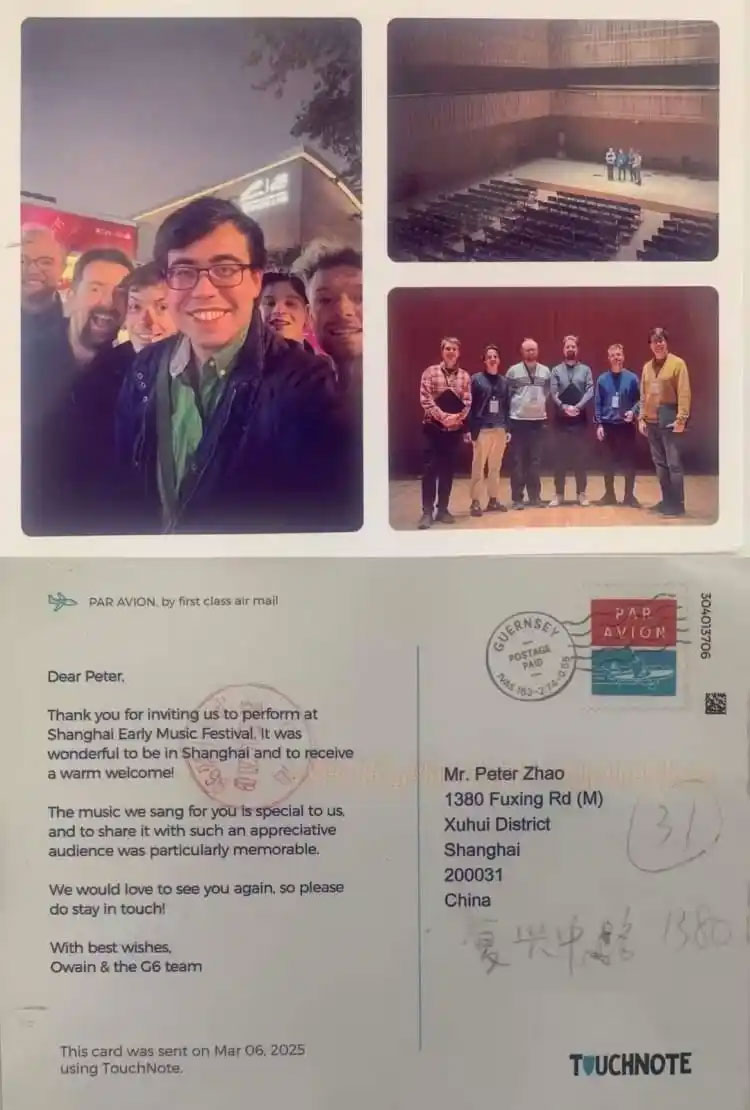 PAR AVION, by first class air mail
Dear Peter,
Thank you for inviting us to perform at
Shanghai Early Music Festival. It was
wonderful to be in Shanghai and to receive
a warm welcome!
The music we sang for you is special to us,
and to share it with such an appreciative
audience was particularly memorable.
We would love to see you again, so please
do stay in touch!
With best wishes,
Owain & the G6 team
This card was sent on Mar 06, 2025
using TouchNote.
GUERNSEY
POSTAGE
PAID
PAR
AVION
304013706
Mr. Peter Zhao
1380 Fuxing Rd (M)
Xuhui District
Shanghai
200031
China
31
复兴中路 1380
TOUCHNOTE